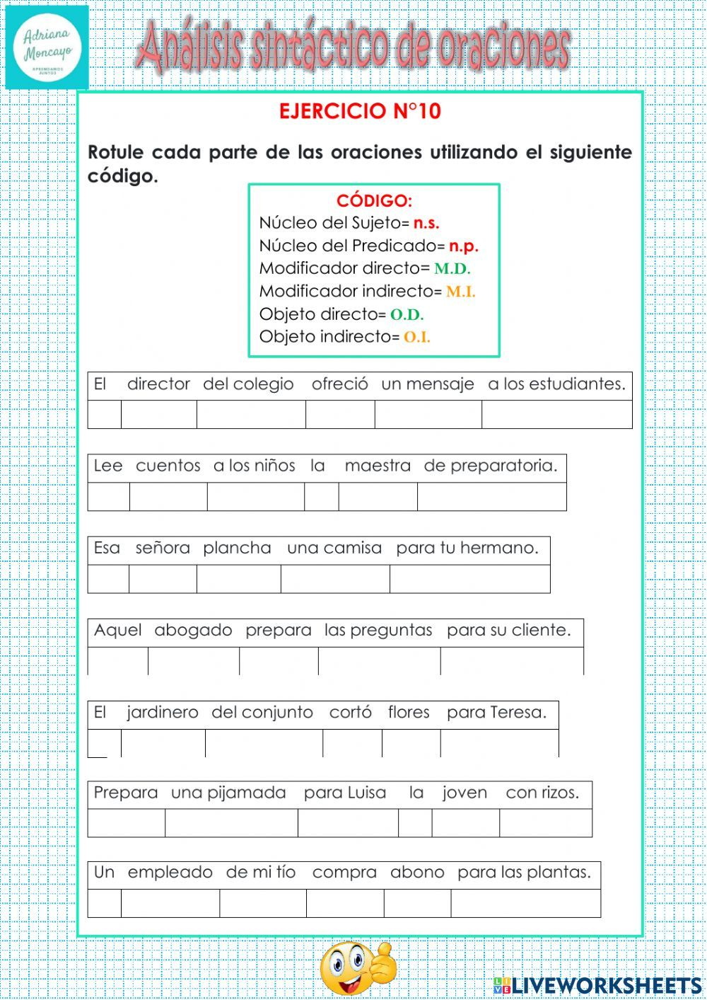 Adriana
Moncayo
APRENDAMOS
JUNTOS
Análisis sintáctico de oraciones
EJERCICIO N°10
Rotule cada parte de las oraciones utilizando el siguiente
código.
CÓDIGO:
Núcleo del Sujeto= n.s.
Núcleo del Predicado= n.p.
Modificador directo= M.D.
Modificador indirecto= M.I.
Objeto directo= O.D.
Objeto indirecto= O.I.
El director del colegio ofreció un mensaje a los estudiantes.
Lee cuentos a los niños la maestra de preparatoria.
Esa señora plancha una camisa para tu hermano.
Aquel abogado prepara las preguntas para su cliente.
El jardinero del conjunto cortó flores para Teresa.
Prepara una pijamada para Luisa la joven con rizos.
Un empleado de mi tío compra abono para las plantas.
LIVE LIVEWORKSHEETS